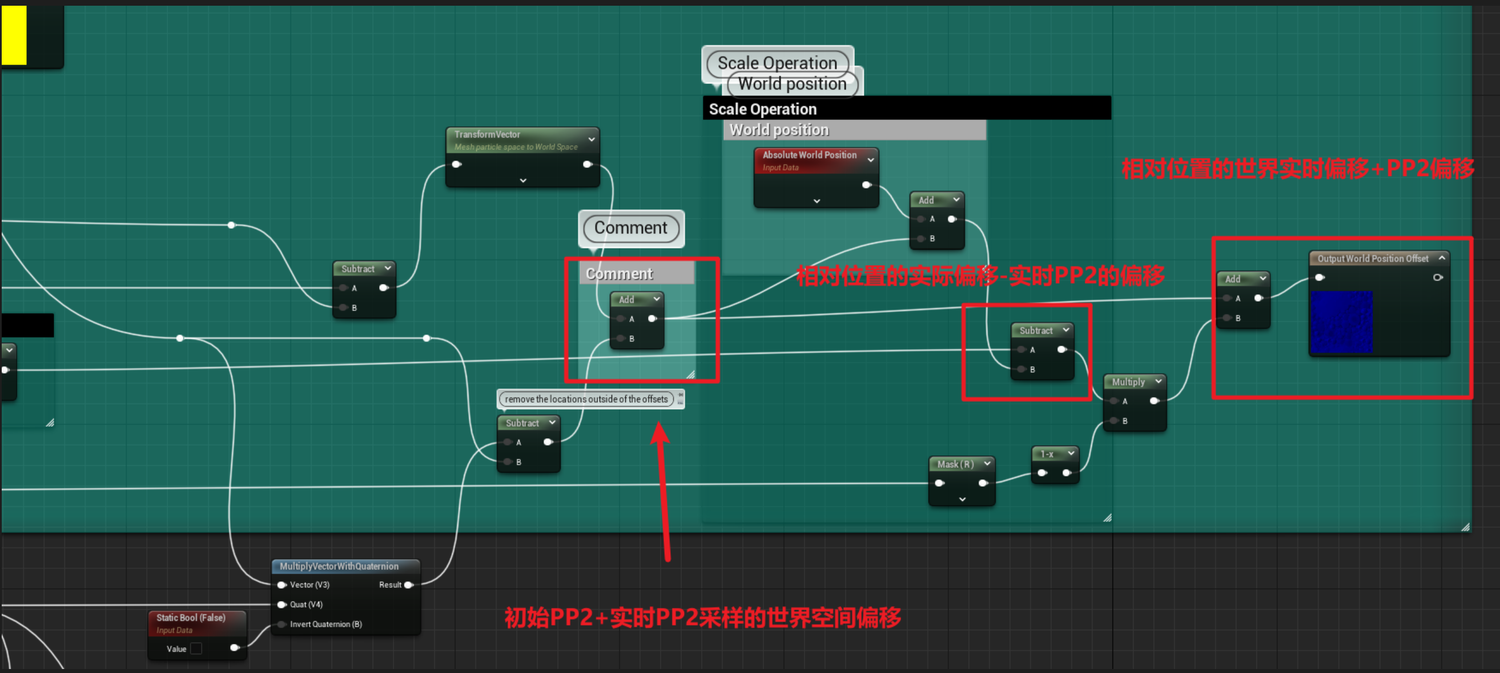 Scale Operation
World position
Scale Operation
World position
TransformVector
Mesh particle space to World Space
Absolute World Position
Input Data
相对位置的世界实时偏移+PP2偏移
Add
A
B
Comment
Comment
Subtract
A
B
相对位置的实际偏移-实时PP2的偏移
Output World Position Offset
Add
A
B
Add
A
B
Subtract
A
B
Multiply
A
B
remove the locations outside of the offsets
Subtract
A
B
Mask ( R )
1-x
MultiplyVectorWithQuaternion
Vector (V3)
Result
Quat (V4)
Invert Quaternion (B)
Static Bool (False)
Input Data
Value
初始PP2+实时PP2采样的世界空间偏移